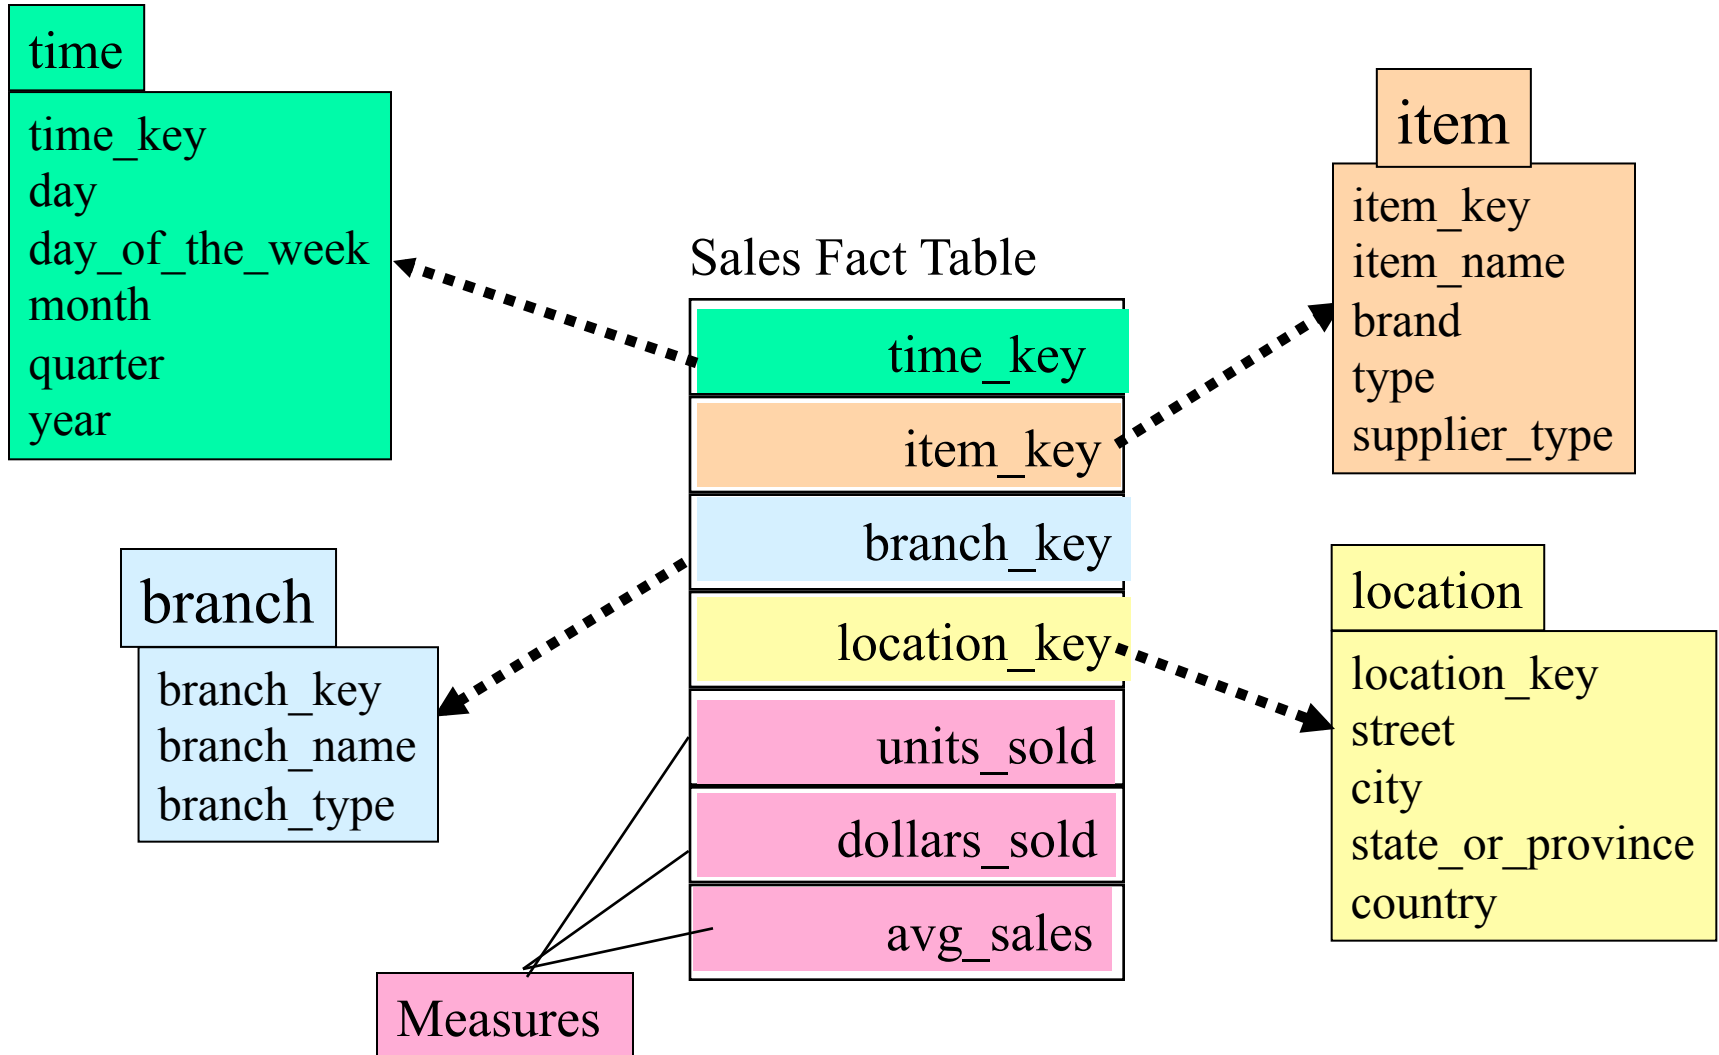 time
time_key
day
day_of_the_week
month
quarter
year
item
item_key
item_name
brand
type
supplier_type
Sales Fact Table
time_key
item_key
branch_key
location_key
units_sold
dollars_sold
avg_sales
branch
branch_key
branch_name
branch_type
location
location_key
street
city
state_or_province
country
Measures